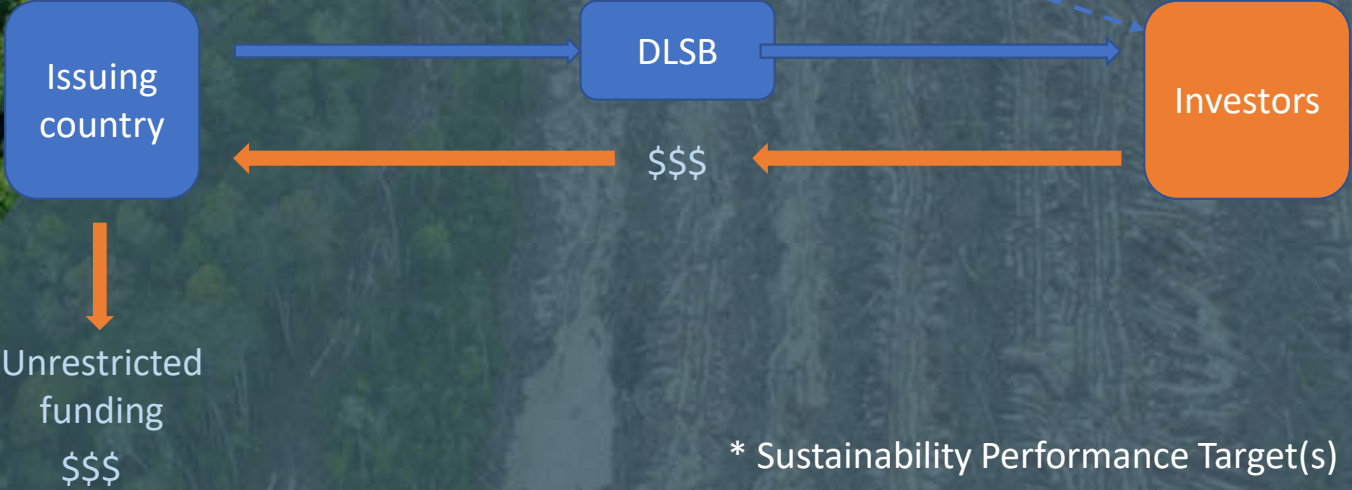 Issuing
country
DLSB
Investors
$$$
Unrestricted
funding
$$$
* Sustainability Performance Target(s)